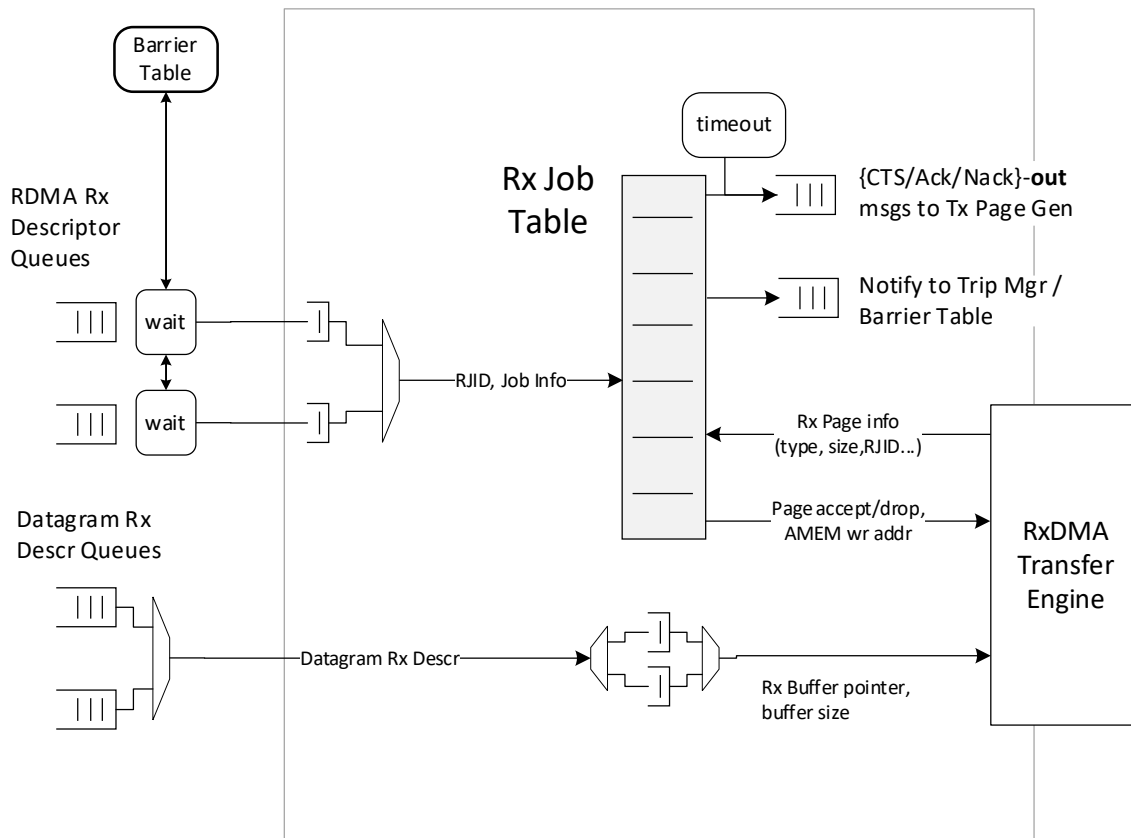 Barrier
Table
timeout
Rx Job
Table
{CTS/Ack/Nack}-out
msgs to Tx Page Gen
RDMA Rx
Descriptor
Queues
Notify to Trip Mgr /
Barrier Table
wait
RJID, Job Info
wait
Rx Page info
(type, size,RJID...)
Datagram Rx
Descr Queues
Page accept/drop,
AMEM wr addr
RxDMA
Transfer
Engine
Datagram Rx Descr
Rx Buffer pointer,
buffer size